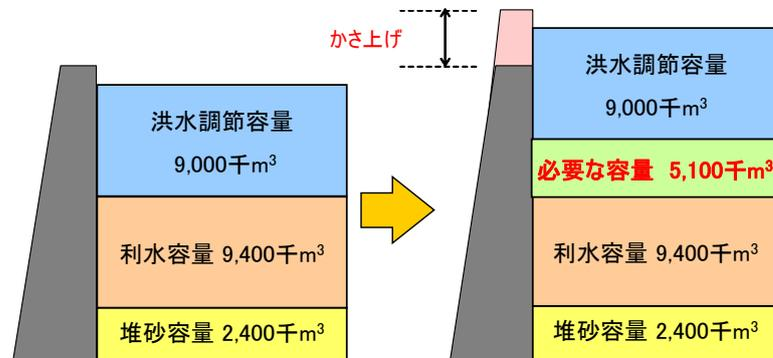 かさ上げ
洪水調節容量
9,000千m³
利水容量 9,400千m³
堆砂容量 2,400千m³
洪水調節容量
9,000千m³
必要な容量 5,100千m³
利水容量 9,400千m³
堆砂容量 2,400千m³